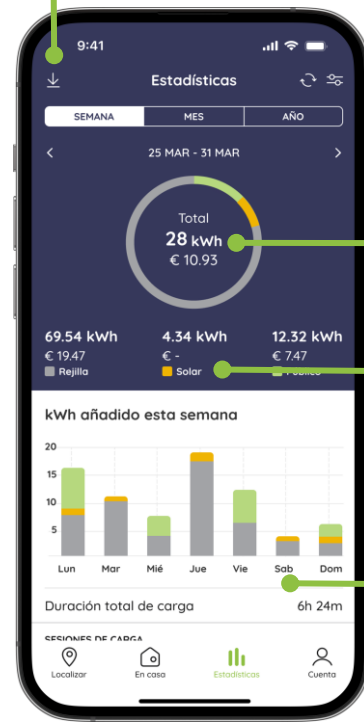 9:41
Estadísticas
SEMANA MES AÑO
25 MAR - 31 MAR
Total
28 kWh
€ 10.93
69.54 kWh 4.34 kWh 12.32 kWh
€ 19.47 € - € 7.47
Rejilla Solar Público
kWh añadido esta semana
20
15
10
5
Lun Mar Mié Jue Vie Sab Dom
Duración total de carga 6h 24m
SESIONES DE CARGA
Localizar En casa Estadísticas Cuenta